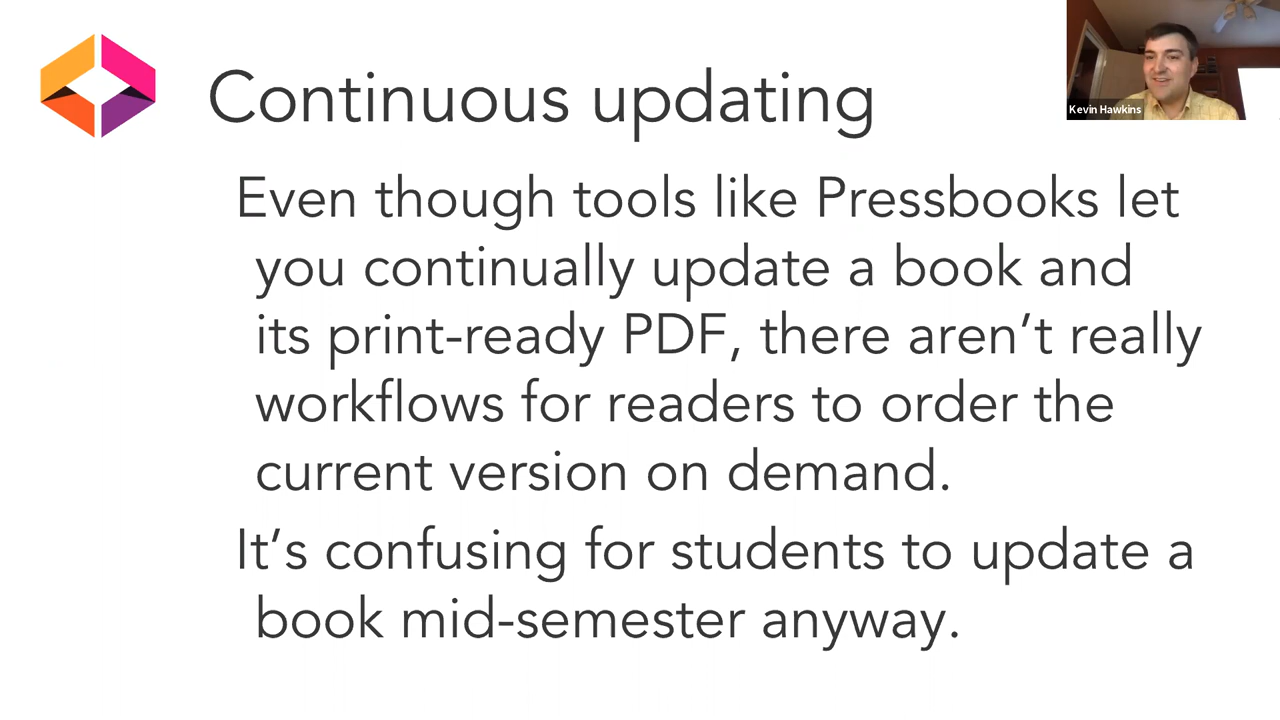 Continuous updating
Kevin Hawkins
Even though tools like Pressbooks let
you continually update a book and
its print-ready PDF, there aren’t really
workflows for readers to order the
current version on demand.
It’s confusing for students to update a
book mid-semester anyway.